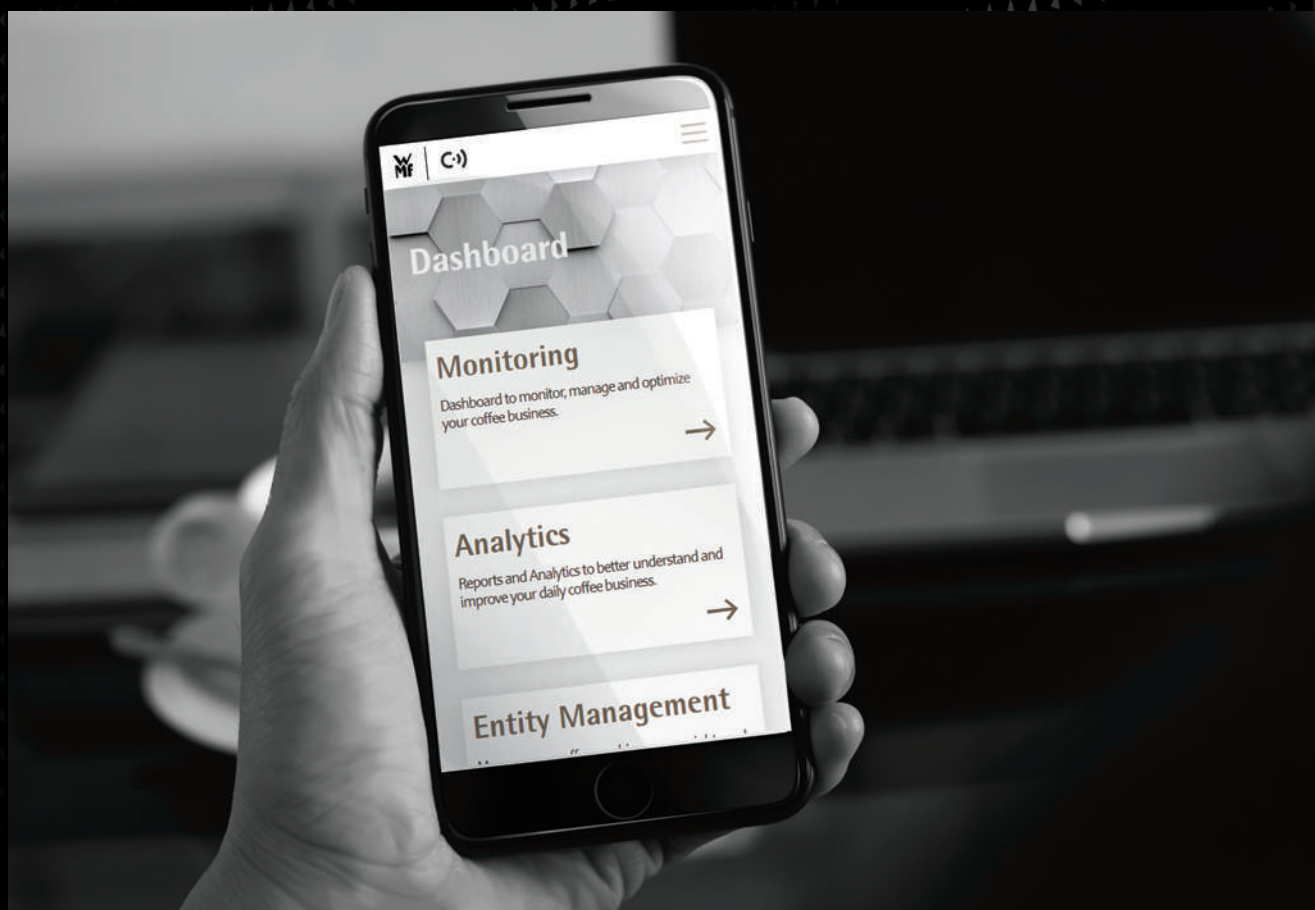 WMF
Dashboard
Monitoring
Dashboard to monitor, manage and optimize
your coffee business.
Analytics
Reports and Analytics to better understand and
improve your daily coffee business.
Entity Management